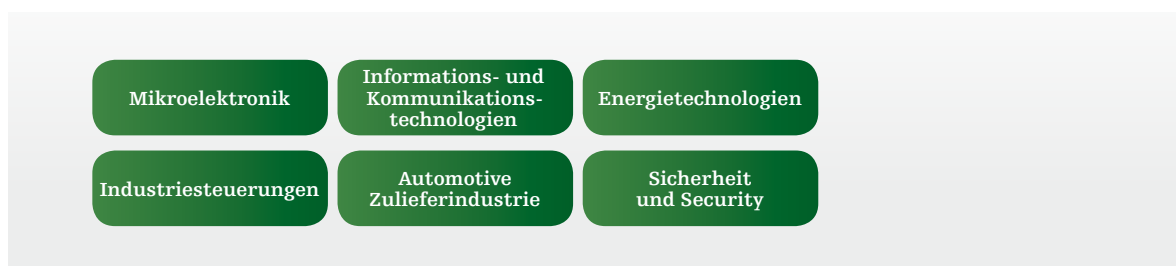 Mikroelektronik
Informations- und
Kommunikations-
technologien
Energietechnologien
Industriesteuerungen
Automotive
Zulieferindustrie
Sicherheit
und Security